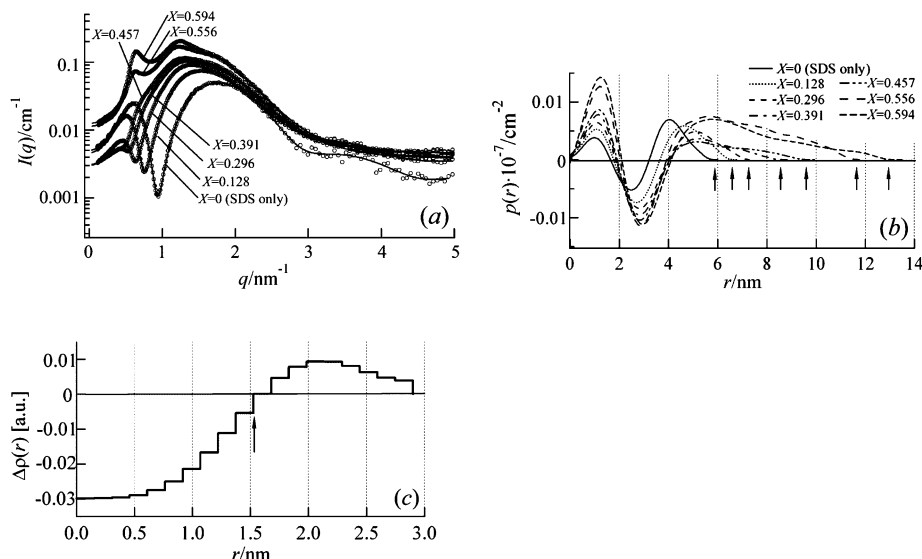 (a)
I(q)/cm⁻¹
0.1
0.01
0.001
X=0.457
X=0.594
X=0.556
X=0.391
X=0.296
X=0.128
X=0 (SDS only)
0 1 2 3 4 5
q/nm⁻¹
(b)
p(r)·10⁻⁷/cm⁻²
0.01
0
-0.01
X=0 (SDS only)
X=0.128
X=0.296
X=0.391
X=0.457
X=0.556
X=0.594
0 2 4 6 8 10 12 14
r/nm
(c)
Δρ(r) [a.u.]
0.01
0
-0.01
-0.02
-0.03
0.0 0.5 1.0 1.5 2.0 2.5 3.0
r/nm